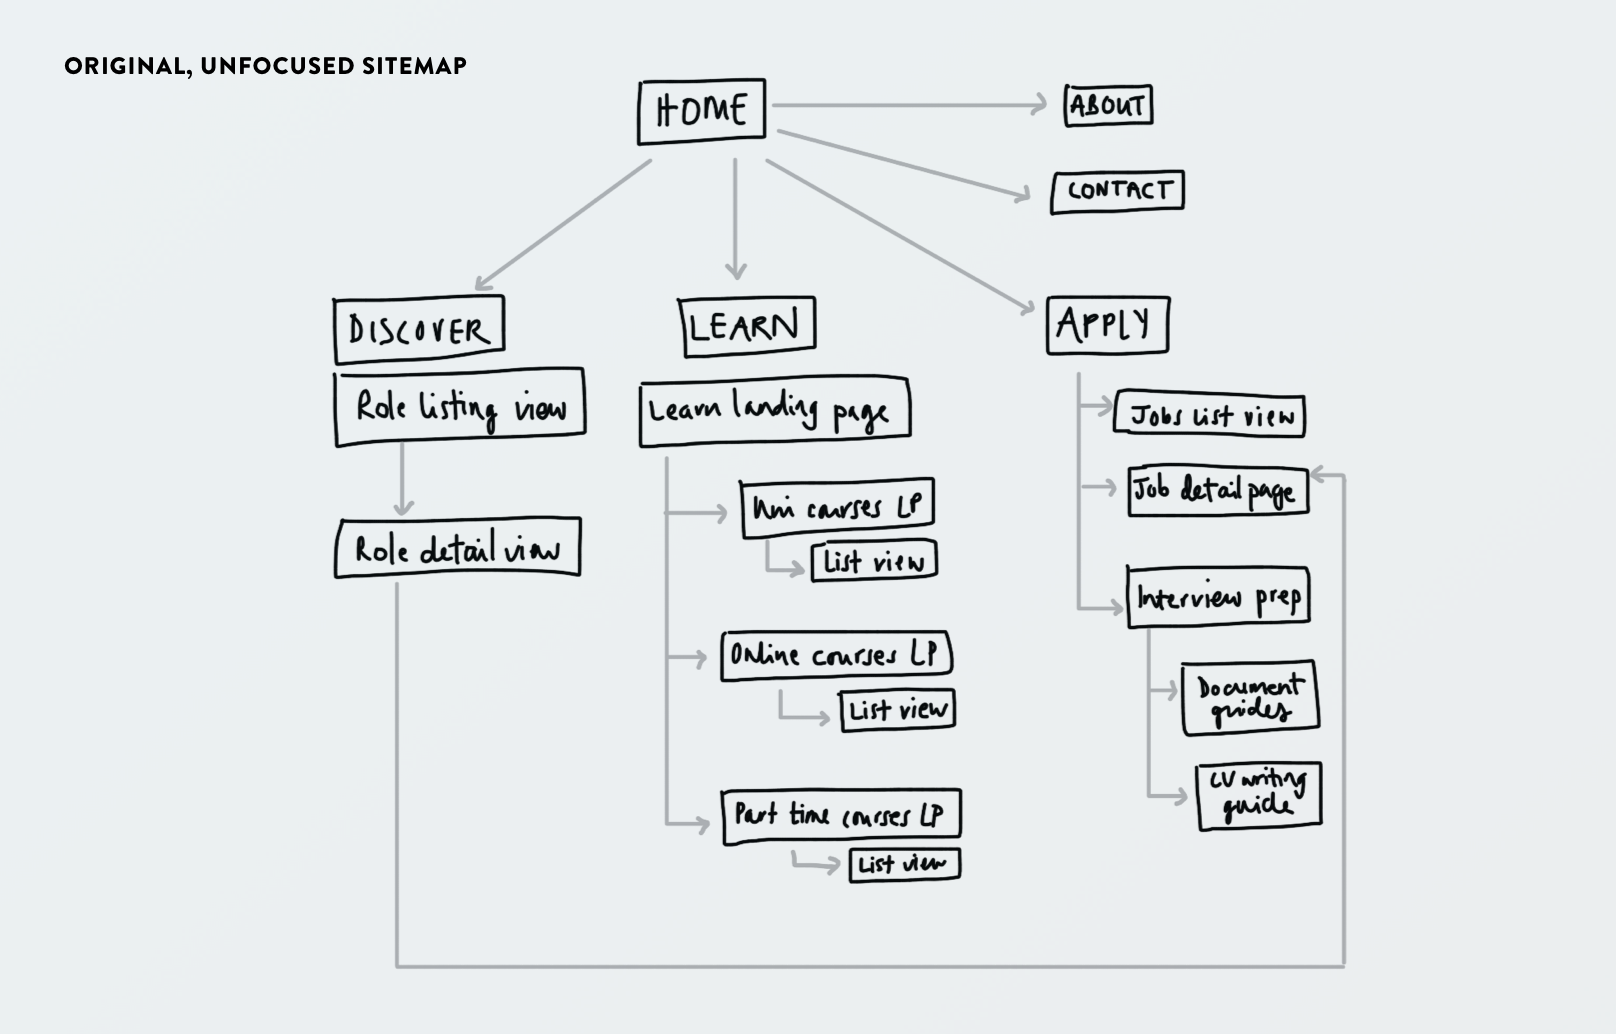 ORIGINAL, UNFOCUSED SITEMAP
HOME
ABOUT
CONTACT
DISCOVER
Role listing view
Role detail view
LEARN
Learn landing page
Uni courses LP
List view
Online courses LP
List view
Part time courses LP
List view
APPLY
Jobs list view
Job detail page
Interview prep
Document
guides
CV writing
guide